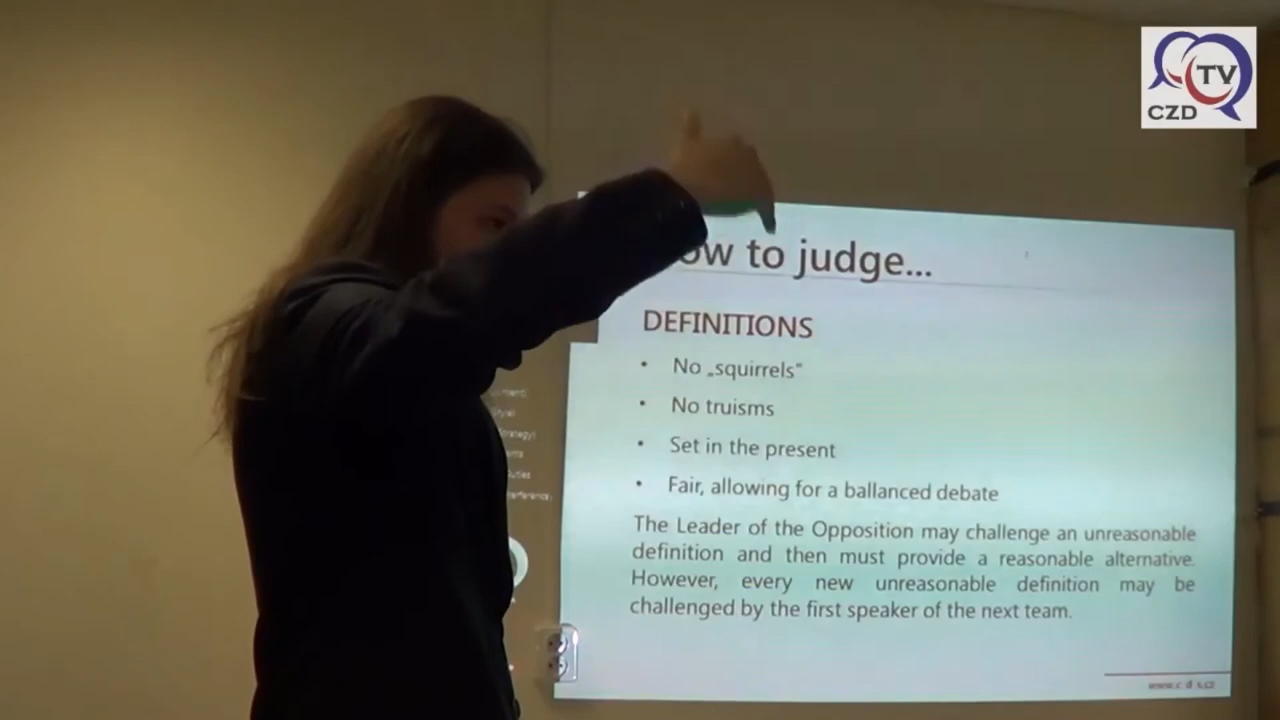 TV
CZD
ow to judge...
DEFINITIONS
• No „squirrels“
• No truisms
• Set in the present
• Fair, allowing for a ballanced debate
The Leader of the Opposition may challenge an unreasonable
definition and then must provide a reasonable alternative.
However, every new unreasonable definition may be
challenged by the first speaker of the next team.